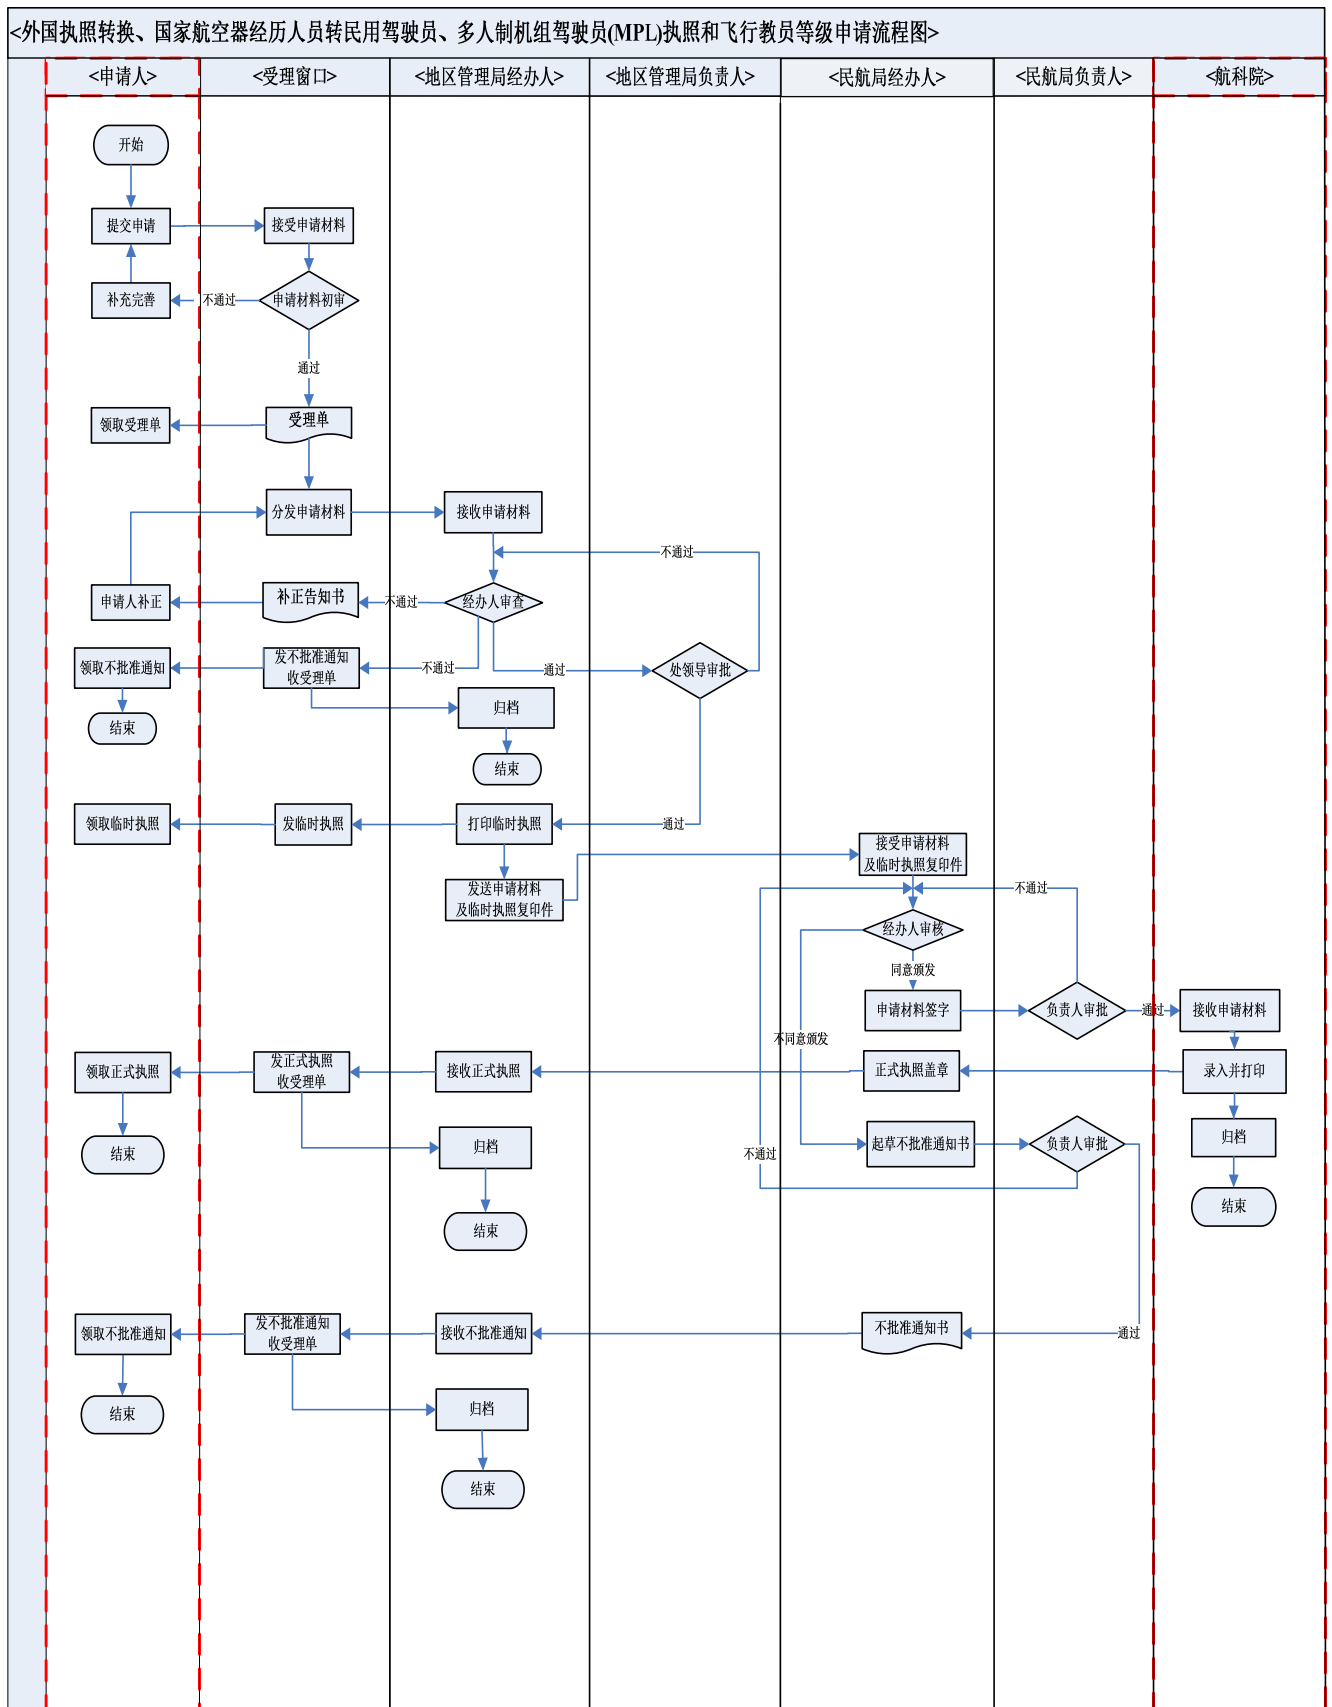 <外国执照转换、国家航空器经历人员转民用驾驶员、多人制机组驾驶员(MPL)执照和飞行教员等级申请流程图>
<申请人>
<受理窗口>
<地区管理局经办人>
<地区管理局负责人>
<民航局经办人>
<民航局负责人>
<航科院>
开始
提交申请
接受申请材料
补充完善
不通过
申请材料初审
通过
领取受理单
受理单
分发申请材料
接收申请材料
不通过
申请人补正
补正告知书
不通过
经办人审查
领取不批准通知
发不批准通知
收受理单
不通过
通过
处领导审批
归档
结束
结束
领取临时执照
发临时执照
打印临时执照
通过
接受申请材料
及临时执照复印件
发送申请材料
及临时执照复印件
不通过
经办人审核
同意颁发
申请材料签字
负责人审批
通过
接收申请材料
不同意颁发
领取正式执照
发正式执照
收受理单
接收正式执照
正式执照盖章
录入并打印
归档
起草不批准通知书
负责人审批
归档
不通过
结束
结束
结束
领取不批准通知
发不批准通知
收受理单
接收不批准通知
不批准通知书
通过
归档
结束
结束